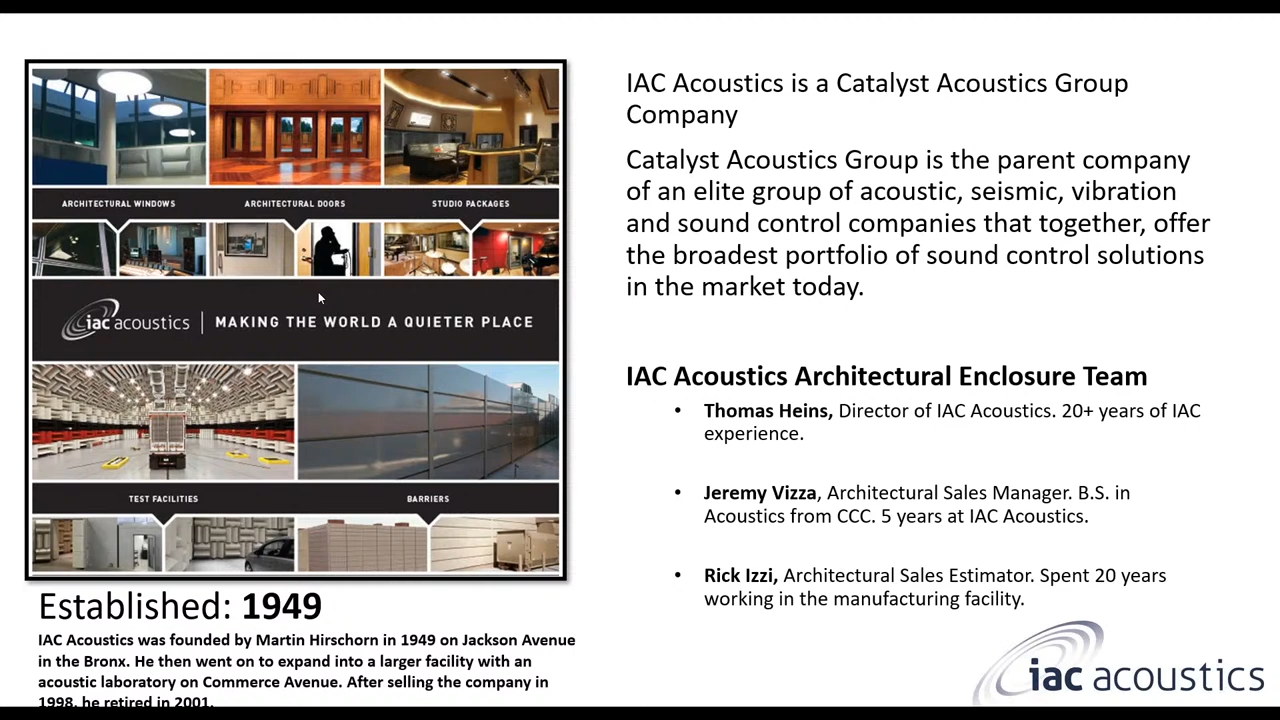 ARCHITECTURAL WINDOWS
ARCHITECTURAL DOORS
STUDIO PACKAGES
iac acoustics | MAKING THE WORLD A QUIETER PLACE
TEST FACILITIES
BARRIERS
Established: 1949
IAC Acoustics was founded by Martin Hirschorn in 1949 on Jackson Avenue
in the Bronx. He then went on to expand into a larger facility with an
acoustic laboratory on Commerce Avenue. After selling the company in
1998, he retired in 2001.
IAC Acoustics is a Catalyst Acoustics Group
Company
Catalyst Acoustics Group is the parent company
of an elite group of acoustic, seismic, vibration
and sound control companies that together, offer
the broadest portfolio of sound control solutions
in the market today.
IAC Acoustics Architectural Enclosure Team
• Thomas Heins, Director of IAC Acoustics. 20+ years of IAC
experience.
• Jeremy Vizza, Architectural Sales Manager. B.S. in
Acoustics from CCC. 5 years at IAC Acoustics.
• Rick Izzi, Architectural Sales Estimator. Spent 20 years
working in the manufacturing facility.
iac acoustics